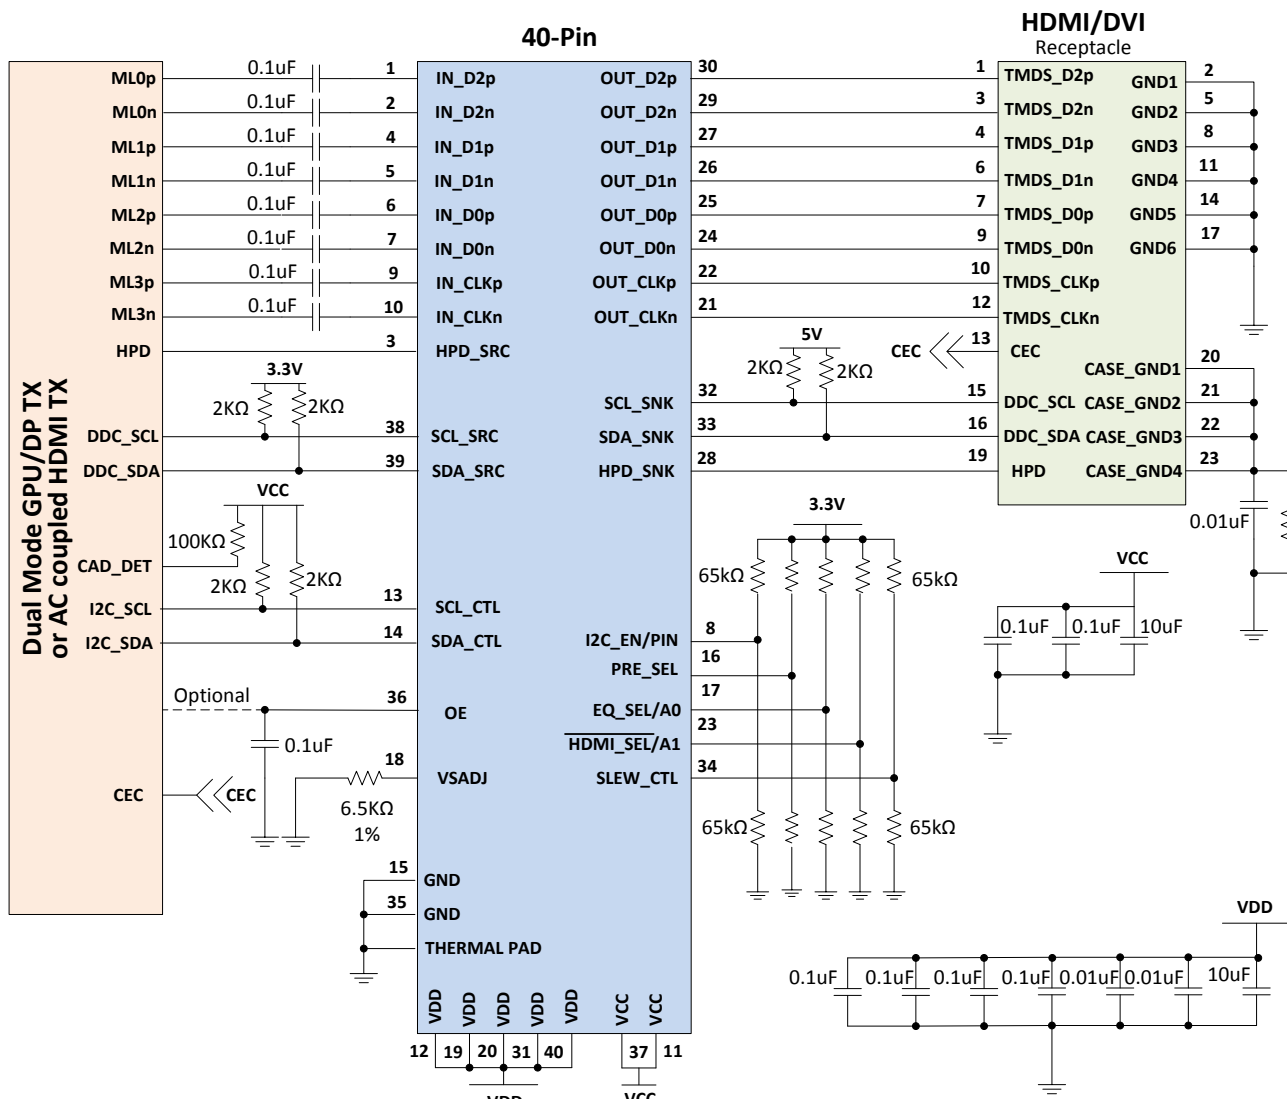 40-Pin
HDMI/DVI
Receptacle
Dual Mode GPU/DP TX
or AC coupled HDMI TX
ML0p 0.1uF 1 IN_D2p OUT_D2p 30 1 TMDS_D2p GND1 2
ML0n 0.1uF 2 IN_D2n OUT_D2n 29 3 TMDS_D2n GND2 5
ML1p 0.1uF 4 IN_D1p OUT_D1p 27 4 TMDS_D1p GND3 8
ML1n 0.1uF 5 IN_D1n OUT_D1n 26 6 TMDS_D1n GND4 11
ML2p 0.1uF 6 IN_D0p OUT_D0p 25 7 TMDS_D0p GND5 14
ML2n 0.1uF 7 IN_D0n OUT_D0n 24 9 TMDS_D0n GND6 17
ML3p 0.1uF 9 IN_CLKp OUT_CLKp 22 10 TMDS_CLKp
ML3n 0.1uF 10 IN_CLKn OUT_CLKn 21 12 TMDS_CLKn
HPD 3 HPD_SRC 5V CEC 13 CEC
3.3V 2KΩ 2KΩ CASE_GND1 20
2KΩ 2KΩ SCL_SNK 32 15 DDC_SCL CASE_GND2 21
DDC_SCL 38 SCL_SRC SDA_SNK 33 16 DDC_SDA CASE_GND3 22
DDC_SDA 39 SDA_SRC HPD_SNK 28 19 HPD CASE_GND4 23
VCC 3.3V 0.01uF
100KΩ
CAD_DET 2KΩ 2KΩ 65kΩ 65kΩ VCC
I2C_SCL 13 SCL_CTL
I2C_SDA 14 SDA_CTL I2C_EN/PIN 8 0.1uF 0.1uF 10uF
PRE_SEL 16
Optional 36 OE EQ_SEL/A0 17
0.1uF HDMI_SEL/A1 23
18 VSADJ SLEW_CTL 34
CEC CEC 6.5KΩ
1% 65kΩ 65kΩ
15 GND
35 GND
THERMAL PAD
VDD
0.1uF 0.1uF 0.1uF 0.1uF 0.01uF 0.01uF 10uF
VDD VDD VDD VDD VDD VCC VCC
12 19 20 31 40 37 11
VDD VCC